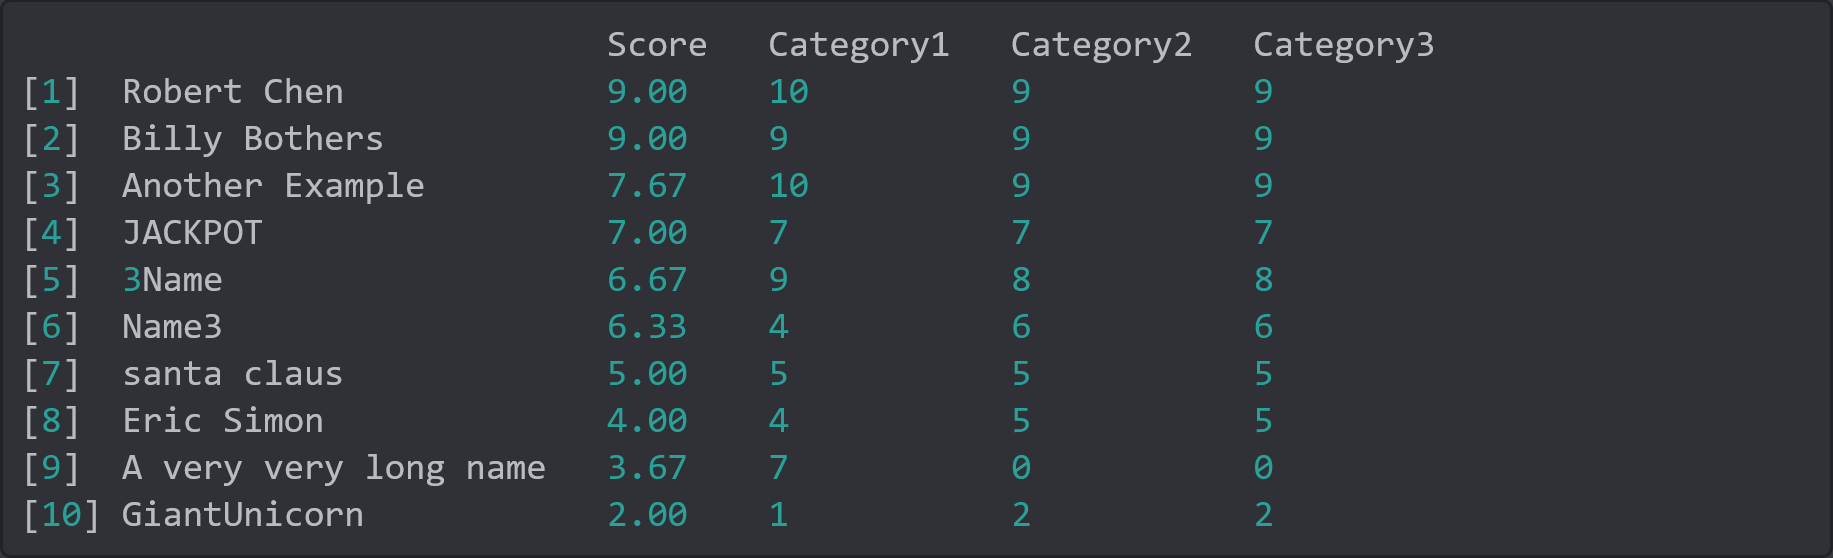 Score Category1 Category2 Category3
[1] Robert Chen 9.00 10 9 9
[2] Billy Bothers 9.00 9 9 9
[3] Another Example 7.67 10 9 9
[4] JACKPOT 7.00 7 7 7
[5] 3Name 6.67 9 8 8
[6] Name3 6.33 4 6 6
[7] santa claus 5.00 5 5 5
[8] Eric Simon 4.00 4 5 5
[9] A very very long name 3.67 7 0 0
[10] GiantUnicorn 2.00 1 2 2